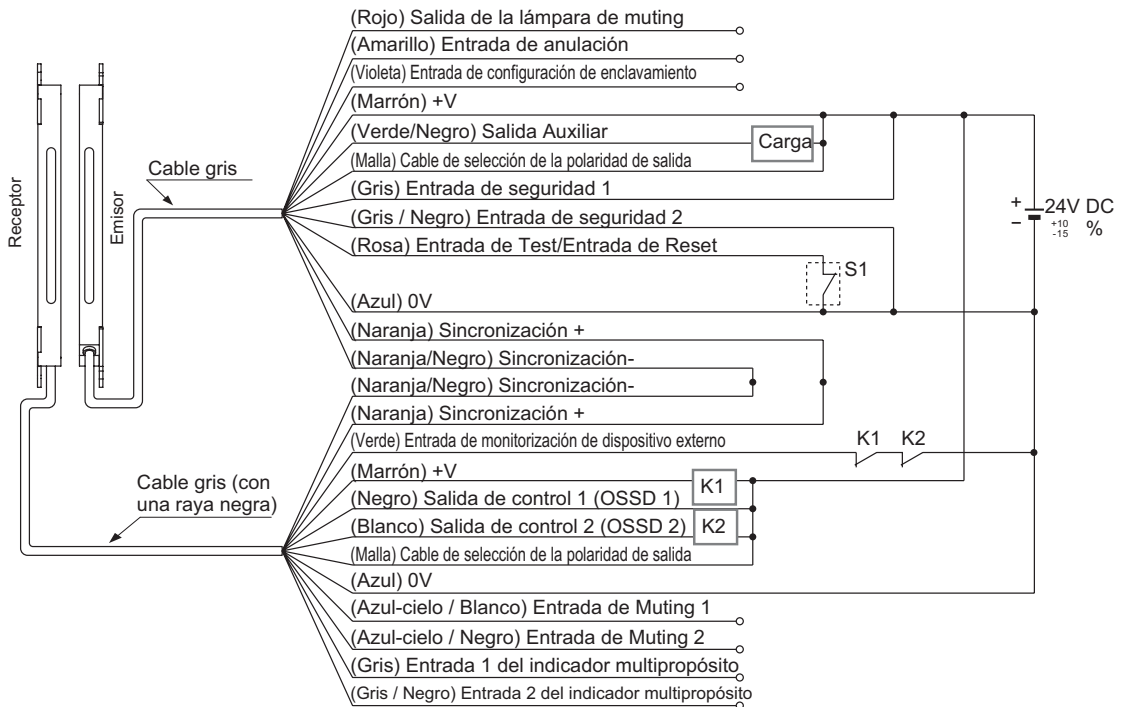 (Rojo) Salida de la lámpara de muting
(Amarillo) Entrada de anulación
(Violeta) Entrada de configuración de enclavamiento
(Marrón) +V
(Verde/Negro) Salida Auxiliar
Carga
(Malla) Cable de selección de la polaridad de salida
Cable gris
(Gris) Entrada de seguridad 1
(Gris / Negro) Entrada de seguridad 2
(Rosa) Entrada de Test/Entrada de Reset
Receptor
Emisor
+
−
24V DC
+10
-15 %
S1
(Azul) 0V
(Naranja) Sincronización +
(Naranja/Negro) Sincronización-
(Naranja/Negro) Sincronización-
(Naranja) Sincronización +
(Verde) Entrada de monitorización de dispositivo externo
K1 K2
(Marrón) +V
K1
Cable gris (con
una raya negra)
(Negro) Salida de control 1 (OSSD 1)
(Blanco) Salida de control 2 (OSSD 2)
K2
(Malla) Cable de selección de la polaridad de salida
(Azul) 0V
(Azul-cielo / Blanco) Entrada de Muting 1
(Azul-cielo / Negro) Entrada de Muting 2
(Gris) Entrada 1 del indicador multipropósito
(Gris / Negro) Entrada 2 del indicador multipropósito